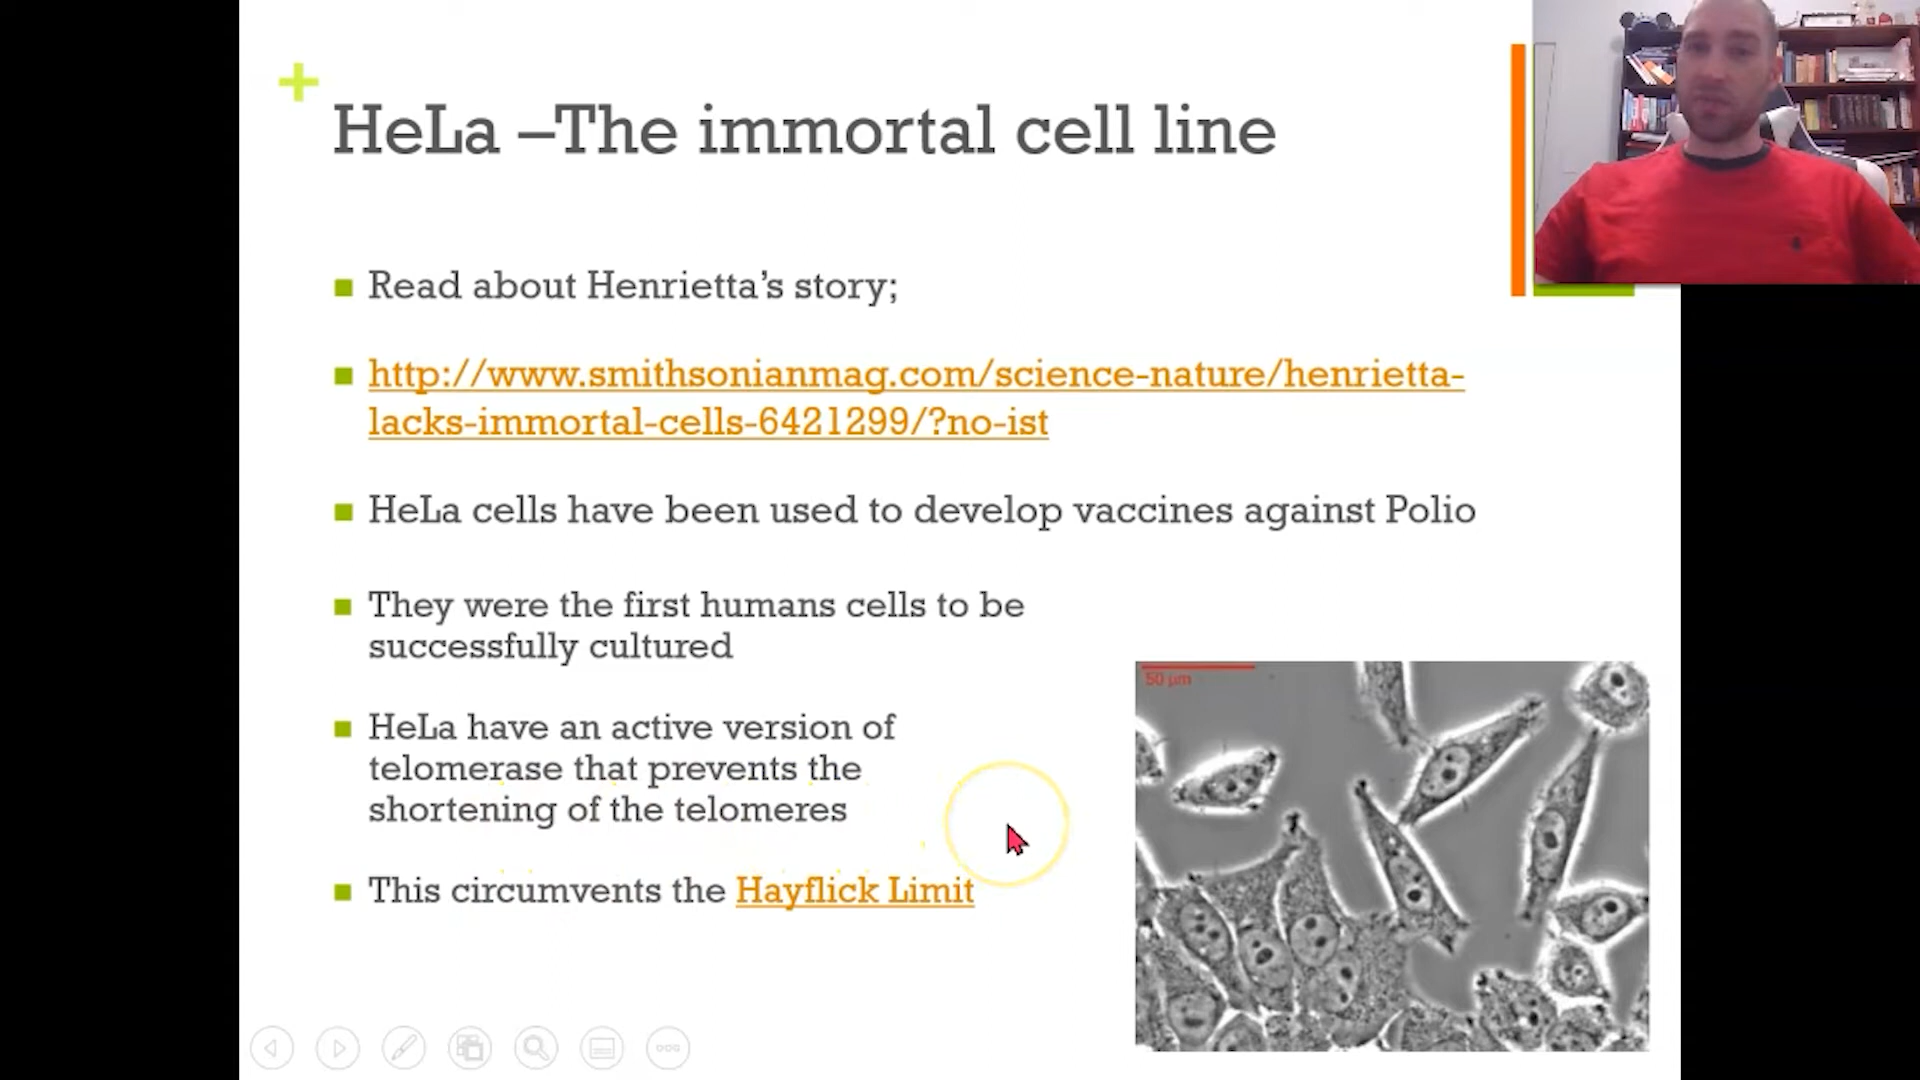 HeLa –The immortal cell line
Read about Henrietta’s story;
http://www.smithsonianmag.com/science-nature/henrietta-
lacks-immortal-cells-6421299/?no-ist
HeLa cells have been used to develop vaccines against Polio
They were the first humans cells to be
successfully cultured
HeLa have an active version of
telomerase that prevents the
shortening of the telomeres
This circumvents the Hayflick Limit
50 µm